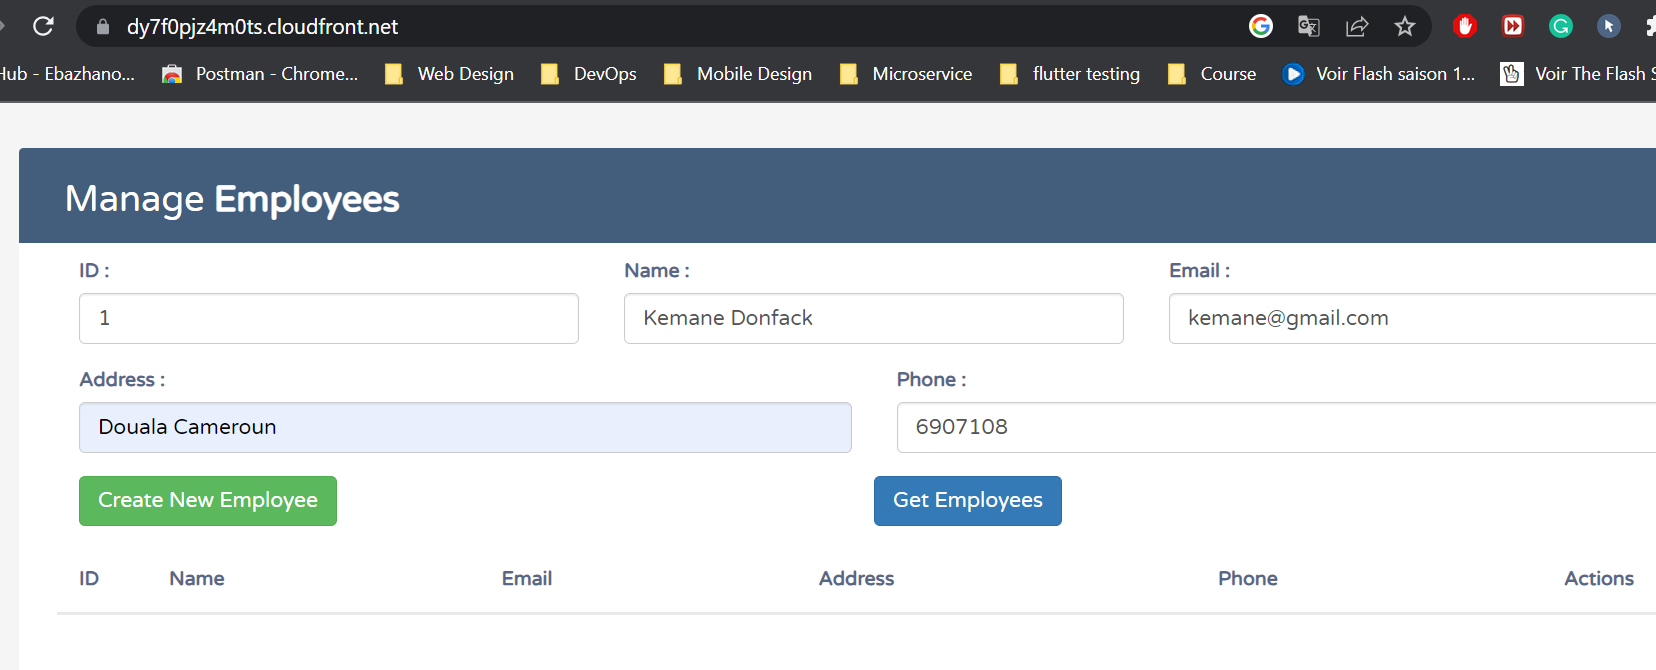 dy7f0pjz4m0ts.cloudfront.net
Hub - Ebazhano... Postman - Chrome... Web Design DevOps Mobile Design Microservice flutter testing Course Voir Flash saison 1... Voir The Flash S
Manage Employees
ID : Name : Email :
1 Kemane Donfack kemane@gmail.com
Address : Phone :
Douala Cameroun 6907108
Create New Employee Get Employees
ID Name Email Address Phone Actions